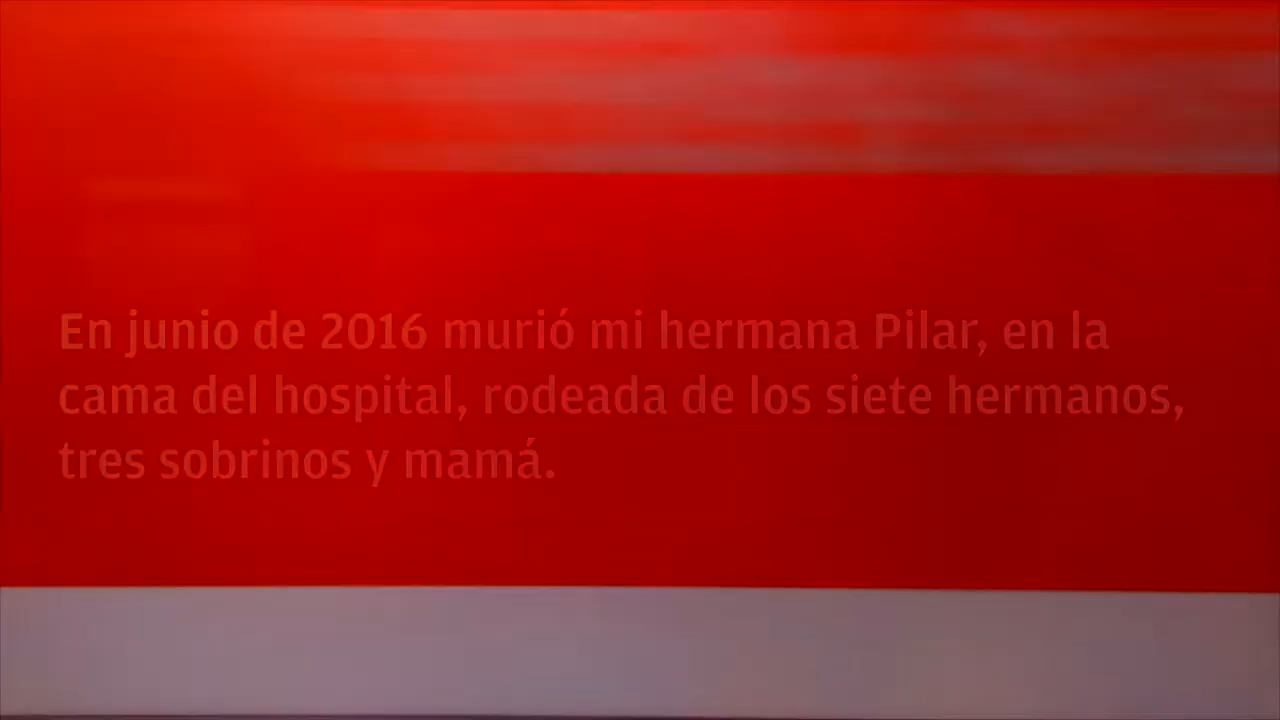 En junio de 2016 murió mi hermana Pilar, en la
cama del hospital, rodeada de los siete hermanos,
tres sobrinos y mamá.